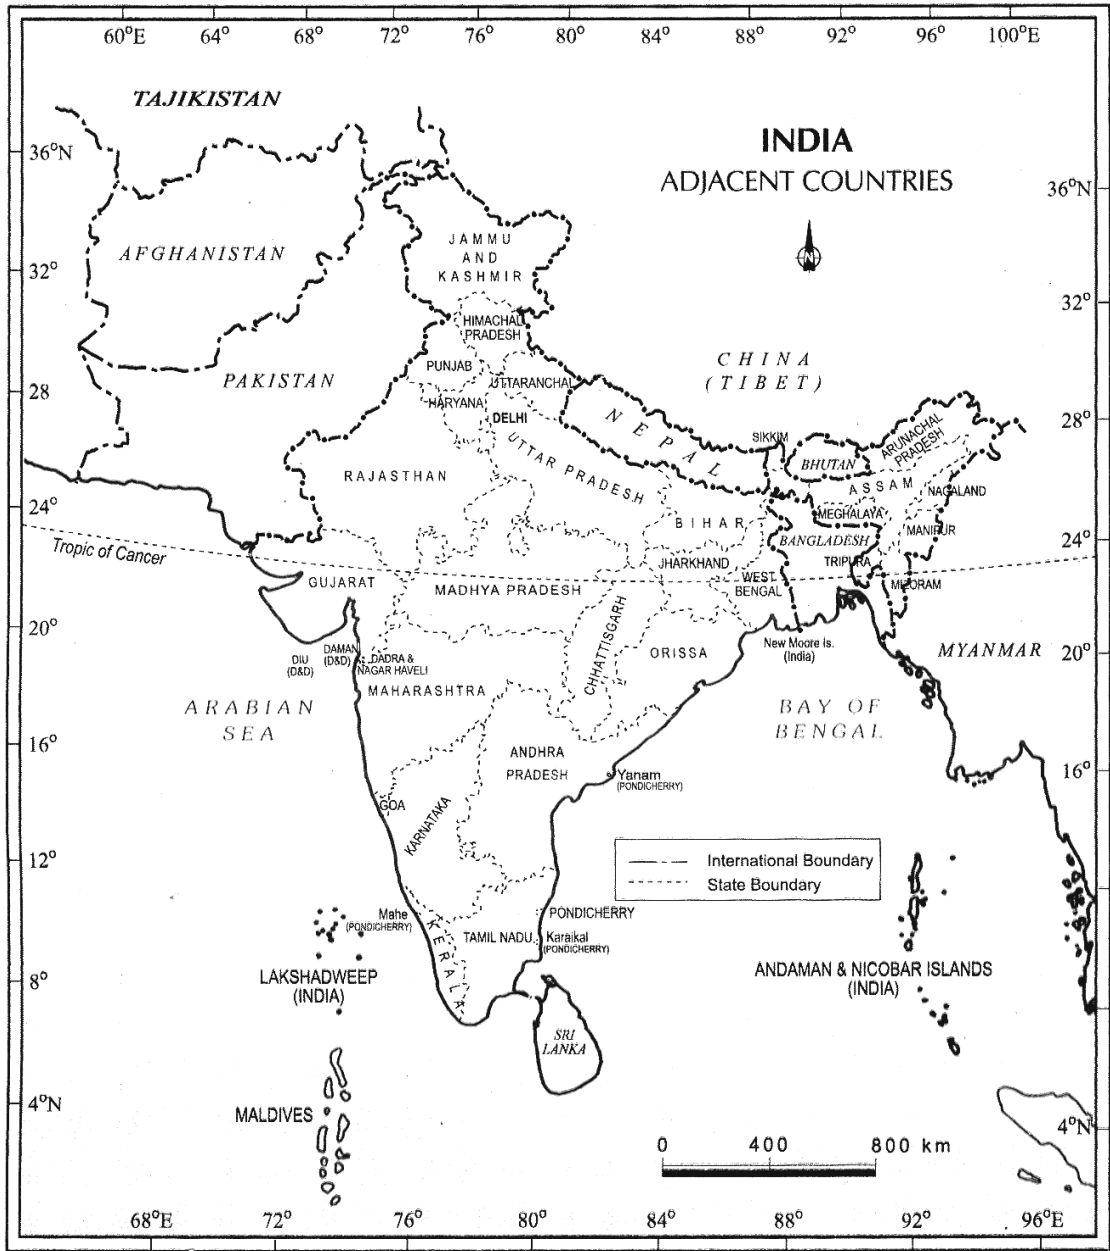 60°E 64° 68° 72° 76° 80° 84° 88° 92° 96° 100°E
TAJIKISTAN
INDIA
ADJACENT COUNTRIES
36°N
36°N
N
JAMMU
AND
KASHMIR
AFGHANISTAN
32°
32°
HIMACHAL
PRADESH
CHINA
(TIBET)
PUNJAB
PAKISTAN
UTTARANCHAL
28°
HARYANA
DELHI
NEPAL
28°
SIKKIM
ARUNACHAL
PRADESH
BHUTAN
UTTAR PRADESH
RAJASTHAN
ASSAM
NAGALAND
24°
MEGHALAYA
BIHAR
MANIPUR
BANGLADESH
24°
Tropic of Cancer
JHARKHAND
TRIPURA
GUJARAT
MADHYA PRADESH
WEST
BENGAL
MIZORAM
CHHATTISGARH
20°
New Moore is.
(India)
DAMAN
(D&D)
DIU
(D&D)
DADRA &
NAGAR HAVELI
ORISSA
MYANMAR
20°
MAHARASHTRA
ARABIAN
SEA
BAY OF
BENGAL
16°
ANDHRA
PRADESH
Yanam
(PONDICHERRY)
16°
GOA
KARNATAKA
International Boundary
State Boundary
12°
12°
Mahe
(PONDICHERRY)
PONDICHERRY
KERALA
TAMIL NADU
Karaikal
(PONDICHERRY)
LAKSHADWEEP
(INDIA)
ANDAMAN & NICOBAR ISLANDS
(INDIA)
8°
8°
SRI
LANKA
4°N
MALDIVES
4°N
0 400 800 km
68°E 72° 76° 80° 84° 88° 92° 96°E